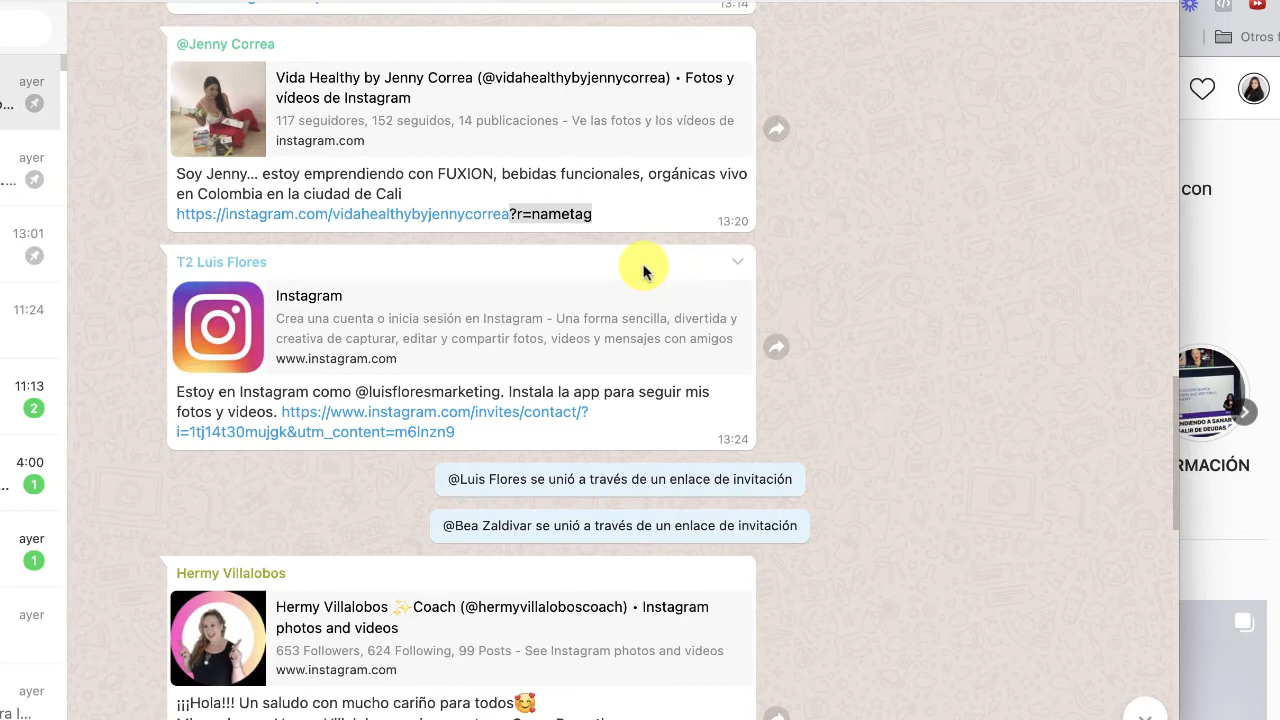 13:14
@Jenny Correa
Vida Healthy by Jenny Correa (@vidahealthybyjennycorrea) • Fotos y
vídeos de Instagram
117 seguidores, 152 seguidos, 14 publicaciones - Ve las fotos y los vídeos de
instagram.com
Soy Jenny... estoy emprendiendo con FUXION, bebidas funcionales, orgánicas vivo
en Colombia en la ciudad de Cali
https://instagram.com/vidahealthybyjennycorrea?r=nametag
13:20
T2 Luis Flores
Instagram
Crea una cuenta o inicia sesión en Instagram - Una forma sencilla, divertida y
creativa de capturar, editar y compartir fotos, videos y mensajes con amigos
www.instagram.com
Estoy en Instagram como @luisfloresmarketing. Instala la app para seguir mis
fotos y videos. https://www.instagram.com/invites/contact/?
i=1tj14t30mujgk&utm_content=m6lnzn9
13:24
@Luis Flores se unió a través de un enlace de invitación
@Bea Zaldivar se unió a través de un enlace de invitación
Hermy Villalobos
Hermy Villalobos ✨Coach (@hermyvillaloboscoach) • Instagram
photos and videos
653 Followers, 624 Following, 99 Posts - See Instagram photos and videos
www.instagram.com
¡¡¡Hola!!! Un saludo con mucho cariño para todos🥰
ayer
o...
ayer
....
13:01
11:24
11:13
2
4:00
...
1
ayer
1
ayer
ayer
ra l...
Otros f
con
ENDIENDO A SANAR Y
ALIR DE DEUDAS
RMACIÓN